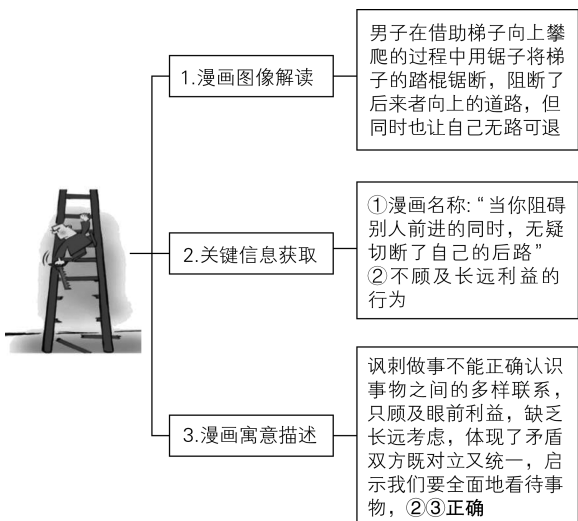 1.漫画图像解读
男子在借助梯子向上攀
爬的过程中用锯子将梯
子的踏棍锯断，阻断了
后来者向上的道路，但
同时也让自己无路可退
2.关键信息获取
①漫画名称:“当你阻碍
别人前进的同时，无疑
切断了自己的后路”
②不顾及长远利益的
行为
3.漫画寓意描述
讽刺做事不能正确认识
事物之间的多样联系，
只顾及眼前利益，缺乏
长远考虑，体现了矛盾
双方既对立又统一，启
示我们要全面地看待事
物，②③正确